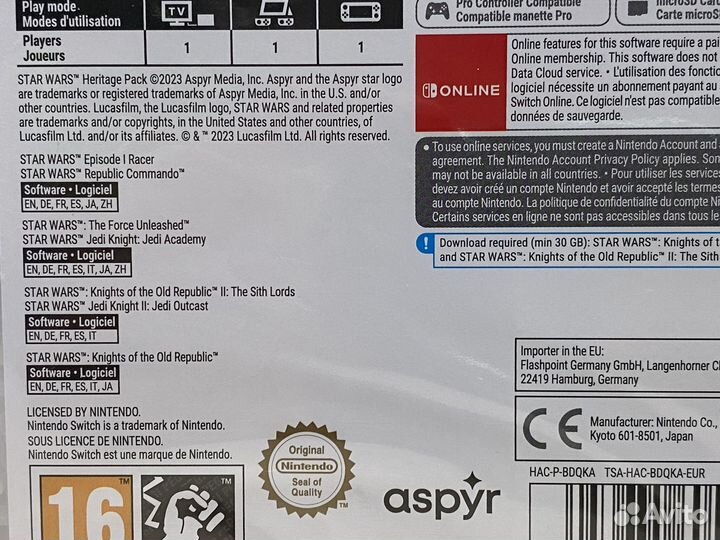 Play mode
Modes d'utilisation
TV
Players
Joueurs
1
1
1
Pro Controller Compatible
Compatible manette Pro
microSD
Carte
STAR WARS™ Heritage Pack ©2023 Aspyr Media, Inc. Aspyr and the Aspyr star logo
are trademarks or registered trademarks of Aspyr Media, Inc. in the U.S. and/or
other countries. Lucasfilm, the Lucasfilm logo, STAR WARS and related properties
are trademarks and/or copyrights, in the United States and other countries, of
Lucasfilm Ltd. and/or its affiliates. © & ™ 2023 Lucasfilm Ltd. All rights reserved.
STAR WARS™ Episode I Racer
STAR WARS™ Republic Commando™
Software • Logiciel
EN, DE, FR, ES, JA, ZH
STAR WARS™: The Force Unleashed™
STAR WARS™ Jedi Knight: Jedi Academy
Software • Logiciel
EN, DE, FR, ES, IT, JA, ZH
STAR WARS™: Knights of the Old Republic™ II: The Sith Lords
STAR WARS™ Jedi Knight II: Jedi Outcast
Software • Logiciel
EN, DE, FR, ES, IT
STAR WARS™: Knights of the Old Republic™
Software • Logiciel
EN, DE, FR, ES, IT, JA
LICENSED BY NINTENDO.
Nintendo Switch is a trademark of Nintendo.
SOUS LICENCE DE NINTENDO.
Nintendo Switch est une marque de Nintendo.
ONLINE
Online features for this software require a
Online membership. This software does not
Data Cloud service. • L'utilisation des
logiciel nécessite un abonnement payant au
Switch Online. Ce logiciel n'est pas compatible
données de sauvegarde.
• To use online services, you must create a Nintendo Account and
agreement. The Nintendo Account Privacy Policy applies.
may not be available in all countries. • Pour utiliser les services
devez avoir créé un compte Nintendo et avoir accepté les termes
au compte Nintendo. La politique de confidentialité du compte
Certains services en ligne ne sont pas accessibles dans tous
! Download required (min 30 GB): STAR WARS™: Knights of
and STAR WARS™: Knights of the Old Republic™ II: The Sith
Importer in the EU:
Flashpoint Germany GmbH, Langenhorner
22419 Hamburg, Germany
CE
Manufacturer: Nintendo Co.,
Kyoto 601-8501, Japan
HAC-P-BDQKA TSA-HAC-BDQKA-EUR
16
™
™
Original
Nintendo
Seal of
Quality
™
aspyr
Avito